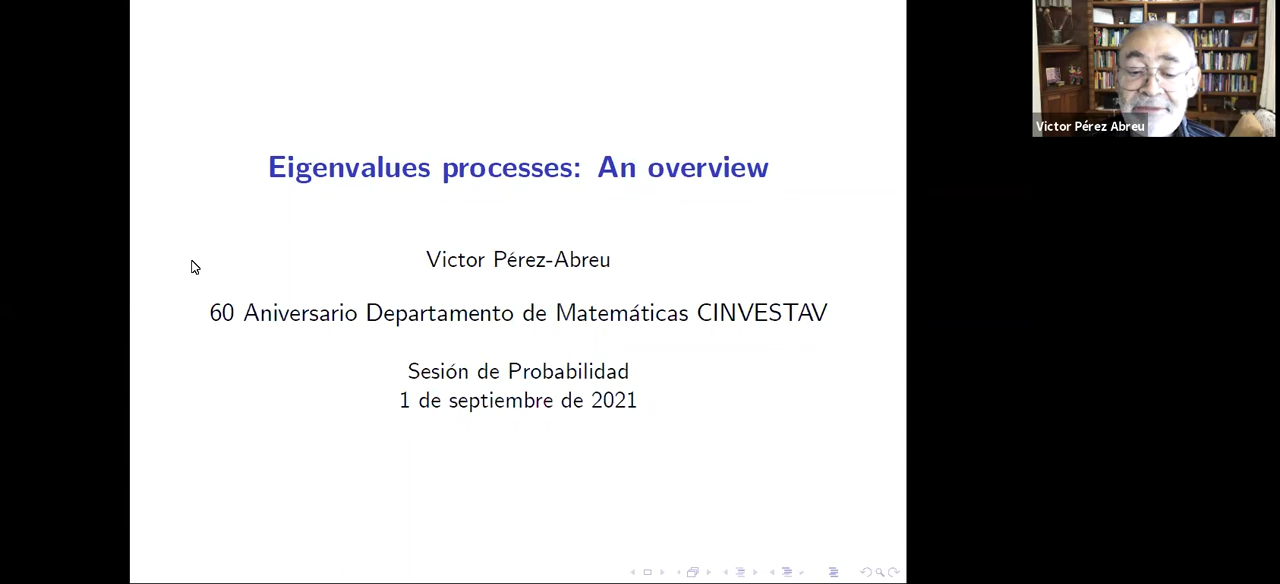 Eigenvalues processes: An overview
Victor Pérez-Abreu
60 Aniversario Departamento de Matemáticas CINVESTAV
Sesión de Probabilidad
1 de septiembre de 2021
Victor Pérez Abreu